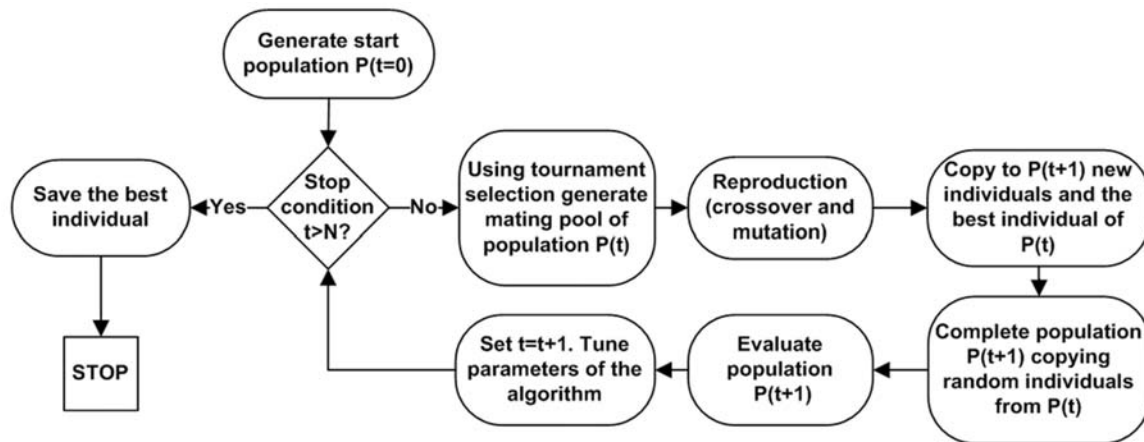 Generate start
population P(t=0)
Save the best
individual
Yes
Stop
condition
t>N?
No
Using tournament
selection generate
mating pool of
population P(t)
Reproduction
(crossover and
mutation)
Copy to P(t+1) new
individuals and the
best individual of
P(t)
STOP
Set t=t+1. Tune
parameters of the
algorithm
Evaluate
population
P(t+1)
Complete population
P(t+1) copying
random individuals
from P(t)